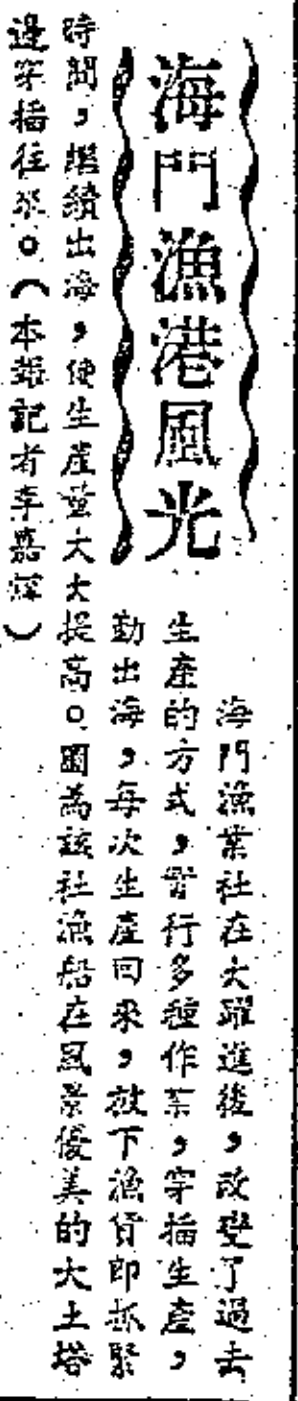 海門漁港風光
海門漁業社在大躍進後，改變了過去
生產的方式，實行多種作業，穿插生產，
勤出海，每次生產回來，放下漁貨即抓緊
時間，繼續出海，使生產量大大提高。圖為該社漁船在風景優美的大土塔
邊穿插往來。（本報記者李嘉輝）